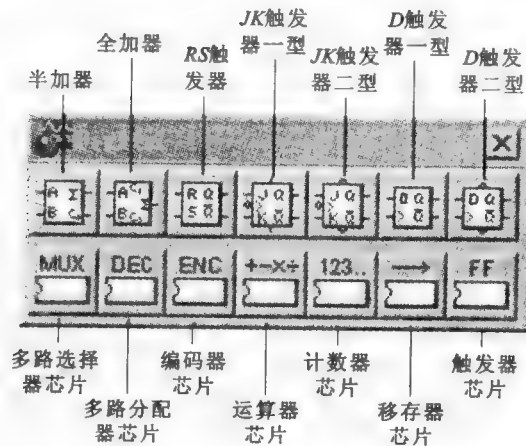 半加器
全加器
RS触
发器
JK触发
器一型
JK触发
器二型
D触发
器一型
D触发
器二型
A Σ
B C
A C
B C Σ
R Q
S Q̅
J Q
K Q̅
J Q
K Q̅
D Q
Q̅
D Q
Q̅
MUX
DEC
ENC
+-×÷
123..
→
FF
多路选择
器芯片
多路分配
器芯片
编码器
芯片
运算器
芯片
计数器
芯片
移存器
芯片
触发器
芯片